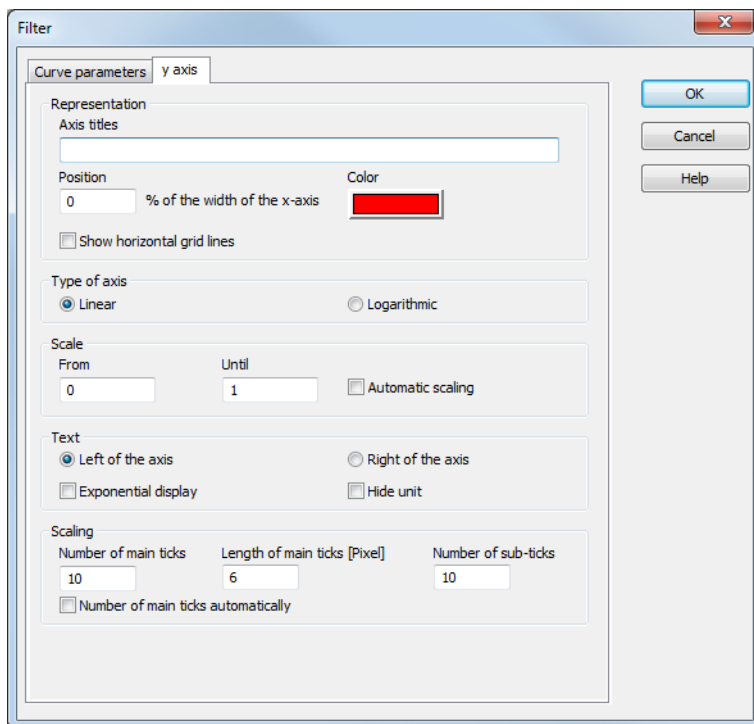 Filter
Curve parameters y axis
OK
Cancel
Help
Representation
Axis titles
Position Color
0 % of the width of the x-axis
Show horizontal grid lines
Type of axis
Linear Logarithmic
Scale
From Until
0 1 Automatic scaling
Text
Left of the axis Right of the axis
Exponential display Hide unit
Scaling
Number of main ticks Length of main ticks [Pixel] Number of sub-ticks
10 6 10
Number of main ticks automatically